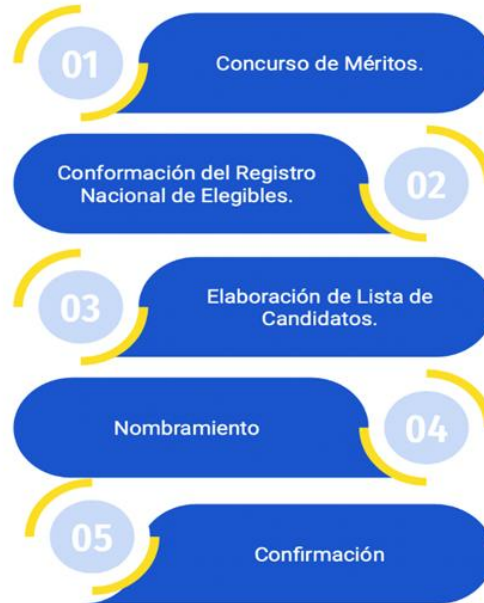 01
Concurso de Méritos.
Conformación del Registro
Nacional de Elegibles.
02
03
Elaboración de Lista de
Candidatos.
Nombramiento
04
05
Confirmación